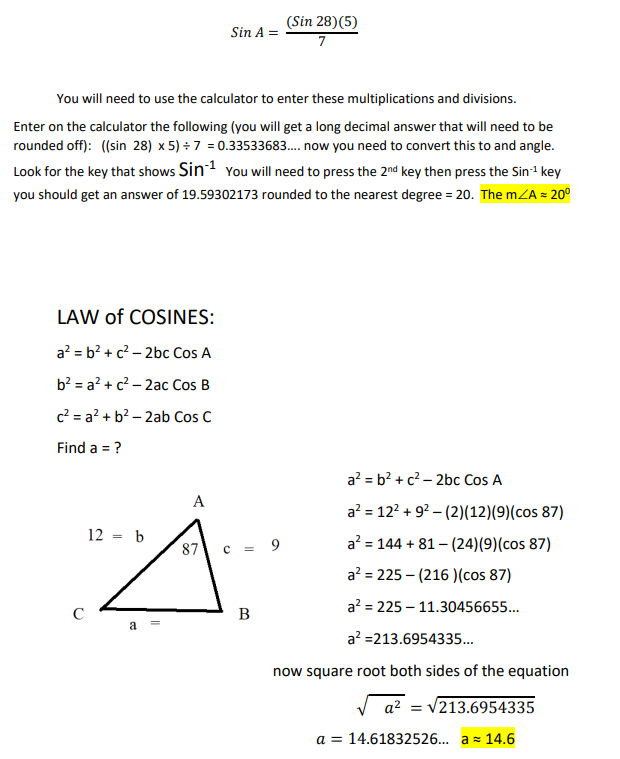 Sin A = (Sin 28)(5) / 7
You will need to use the calculator to enter these multiplications and divisions.
Enter on the calculator the following (you will get a long decimal answer that will need to be
rounded off): ((sin 28) x 5) ÷ 7 = 0.33533683.... now you need to convert this to and angle.
Look for the key that shows Sin⁻¹ You will need to press the 2ⁿᵈ key then press the Sin⁻¹ key
you should get an answer of 19.59302173 rounded to the nearest degree = 20. The m∠A ≈ 20⁰
LAW of COSINES:
a² = b² + c² – 2bc Cos A
b² = a² + c² – 2ac Cos B
c² = a² + b² – 2ab Cos C
Find a = ?
A
12 = b
87
c = 9
C
B
a =
a² = b² + c² – 2bc Cos A
a² = 12² + 9² – (2)(12)(9)(cos 87)
a² = 144 + 81 – (24)(9)(cos 87)
a² = 225 – (216 )(cos 87)
a² = 225 – 11.30456655...
a² =213.6954335...
now square root both sides of the equation
√a² = √213.6954335
a = 14.61832526... a ≈ 14.6